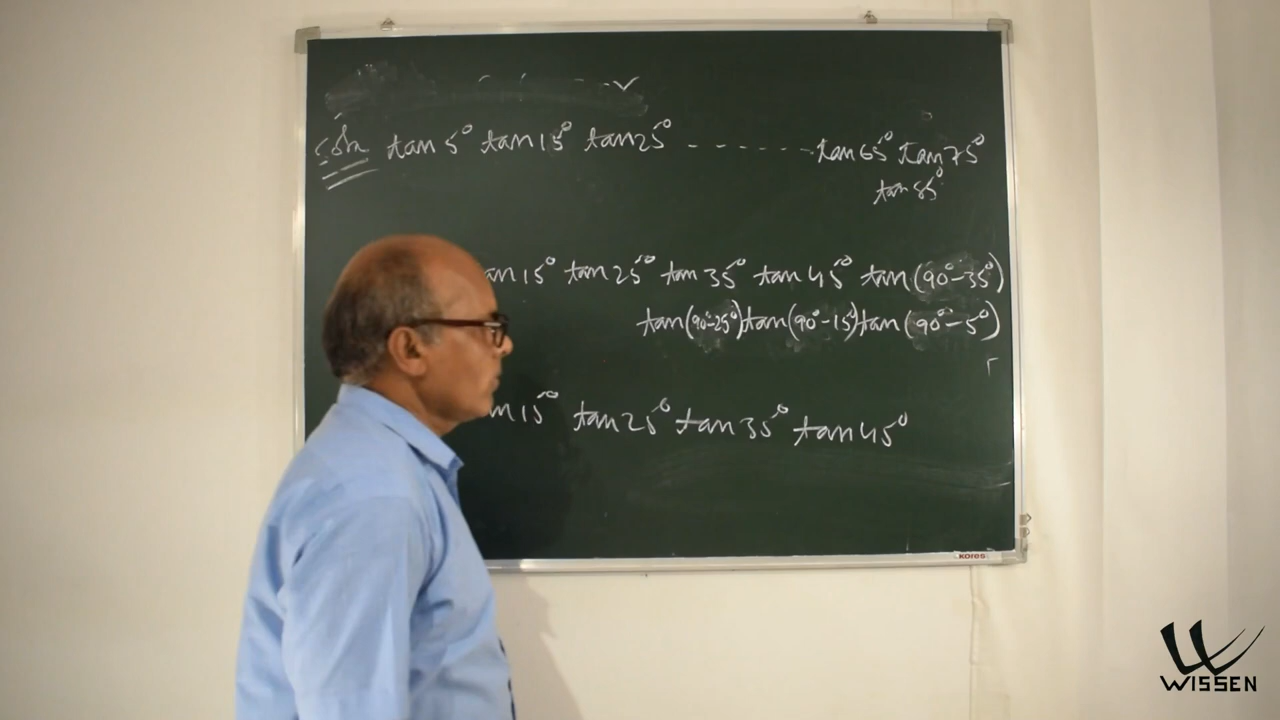 Soln tan 5° tan 15° tan 25° - - - - - - - tan 65° tan 75°
tan 85°
an 15° tan 25° tan 35° tan 45° tan (90°-35°)
tan (90°-25°) tan (90°-15°) tan (90°-5°)
n 15° tan 25° tan 35° tan 45°
kores
WISSEN